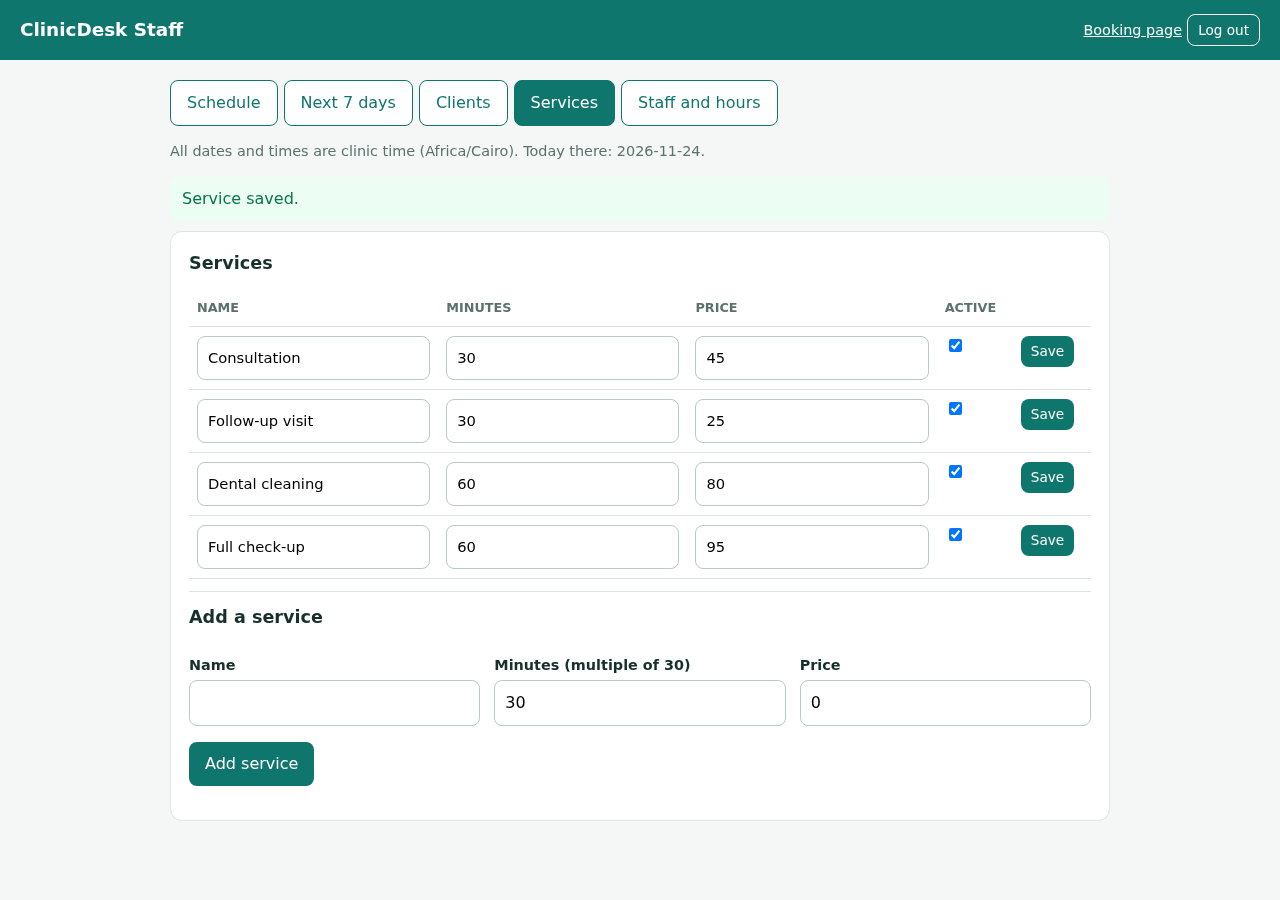 ClinicDesk Staff
Booking page
Log out
Schedule
Next 7 days
Clients
Services
Staff and hours
All dates and times are clinic time (Africa/Cairo). Today there: 2026-11-24.
Service saved.
Services
NAME MINUTES PRICE ACTIVE
Consultation 30 45 Save
Follow-up visit 30 25 Save
Dental cleaning 60 80 Save
Full check-up 60 95 Save
Add a service
Name Minutes (multiple of 30) Price
30 0
Add service